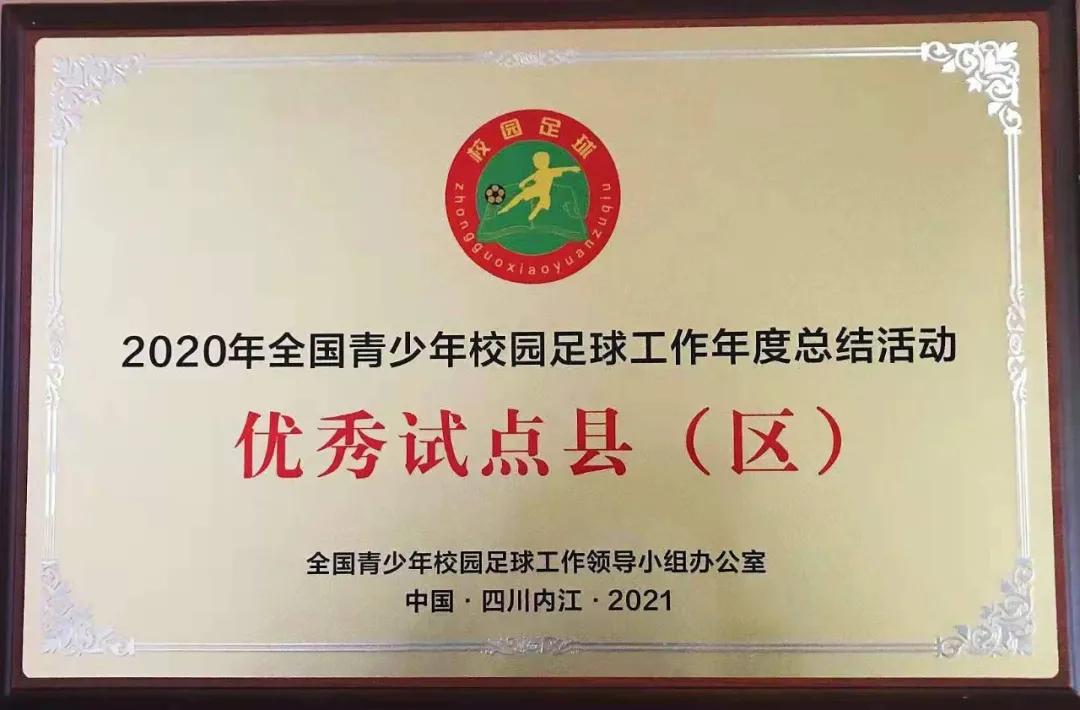 校园足球
zhongguoxiaoyuanzuqiu
2020年全国青少年校园足球工作年度总结活动
优秀试点县（区）
全国青少年校园足球工作领导小组办公室
中国·四川内江·2021